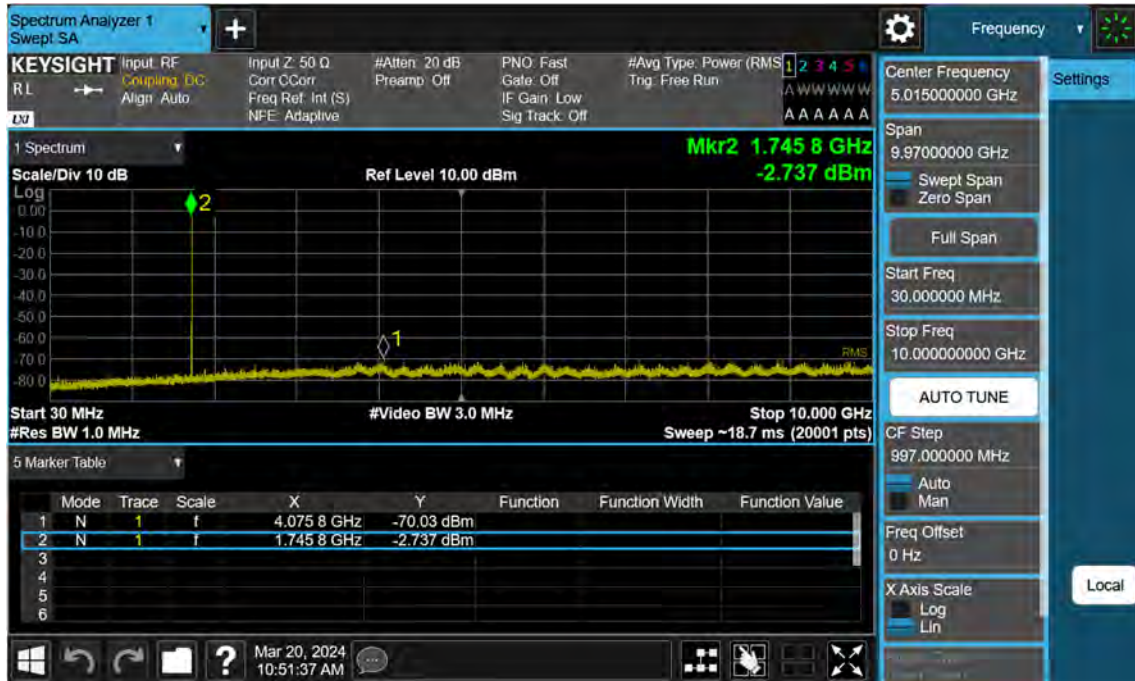 Spectrum Analyzer 1
Swept SA
Frequency
KEYSIGHT
R L
LXI
Input: RF
Coupling: DC
Align: Auto
Input Z: 50 Ω
Corr CCorr
Freq Ref: Int (S)
NFE: Adaptive
#Atten: 20 dB
Preamp: Off
PNO: Fast
Gate: Off
IF Gain: Low
Sig Track: Off
#Avg Type: Power (RMS
Trig: Free Run
1 2 3 4 5 6
A W W W W W
A A A A A A
1 Spectrum
Mkr2 1.745 8 GHz
Scale/Div 10 dB
Ref Level 10.00 dBm
-2.737 dBm
Log
0.00
-10.0
-20.0
-30.0
-40.0
-50.0
-60.0
-70.0
-80.0
2
1
RMS
Start 30 MHz
#Video BW 3.0 MHz
Stop 10.000 GHz
#Res BW 1.0 MHz
Sweep ~18.7 ms (20001 pts)
5 Marker Table
Mode Trace Scale X Y Function Function Width Function Value
1 N 1 f 4.075 8 GHz -70.03 dBm
2 N 1 f 1.745 8 GHz -2.737 dBm
3
4
5
6
Mar 20, 2024
10:51:37 AM
?
Center Frequency
5.015000000 GHz
Span
9.97000000 GHz
Swept Span
Zero Span
Full Span
Start Freq
30.000000 MHz
Stop Freq
10.000000000 GHz
AUTO TUNE
CF Step
997.000000 MHz
Auto
Man
Freq Offset
0 Hz
X Axis Scale
Log
Lin
Settings
Local